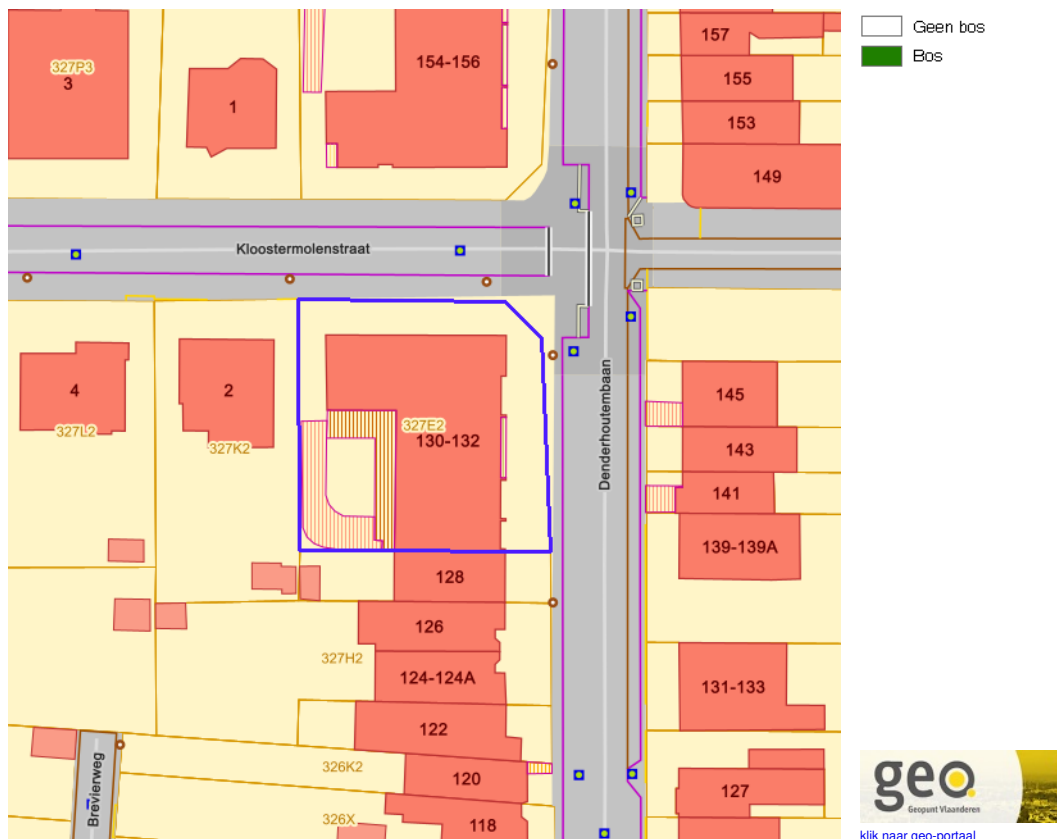 Geen bos
Bos
327P3
3
1
154-156
157
155
153
149
Kloostermolenstraat
Denderhoutembaan
4
327L2
2
327K2
327E2
130-132
145
143
141
139-139A
128
126
327H2
124-124A
131-133
122
326K2
120
127
326X
118
Brevierweg
geo
Geopunt Vlaanderen
klik naar geo-portaal